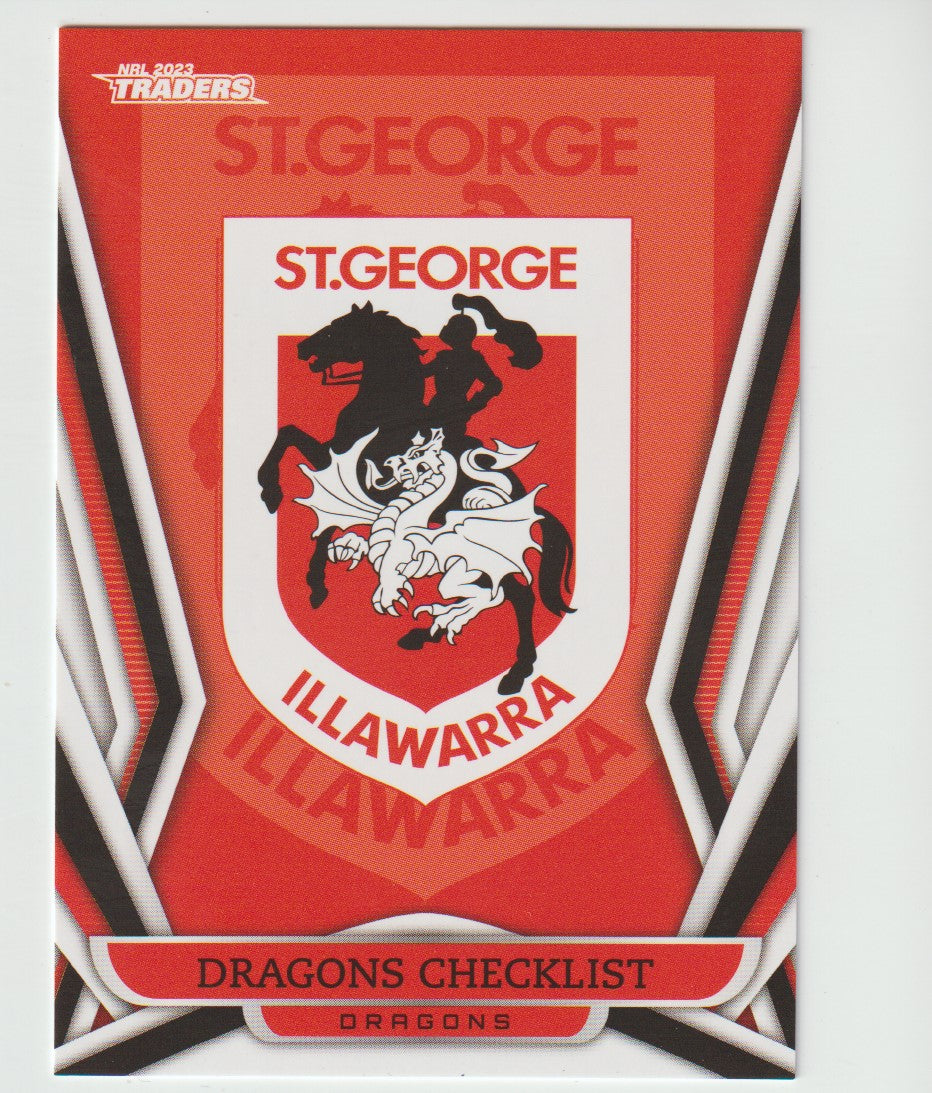 NRL 2023
TRADERS
ST.GEORGE
ST.GEORGE
ILLAWARRA
ILLAWARRA
DRAGONS CHECKLIST
DRAGONS